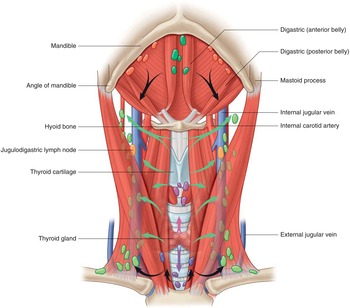 Mandible
Angle of mandible
Hyoid bone
Jugulodigastric lymph node
Thyroid cartilage
Thyroid gland
Digastric (anterior belly)
Digastric (posterior belly)
Mastoid process
Internal jugular vein
Internal carotid artery
External jugular vein